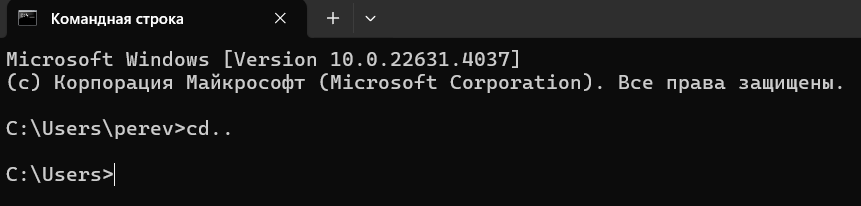 Командная строка
Microsoft Windows [Version 10.0.22631.4037]
(c) Корпорация Майкрософт (Microsoft Corporation). Все права защищены.
C:\Users\perev>cd..
C:\Users>